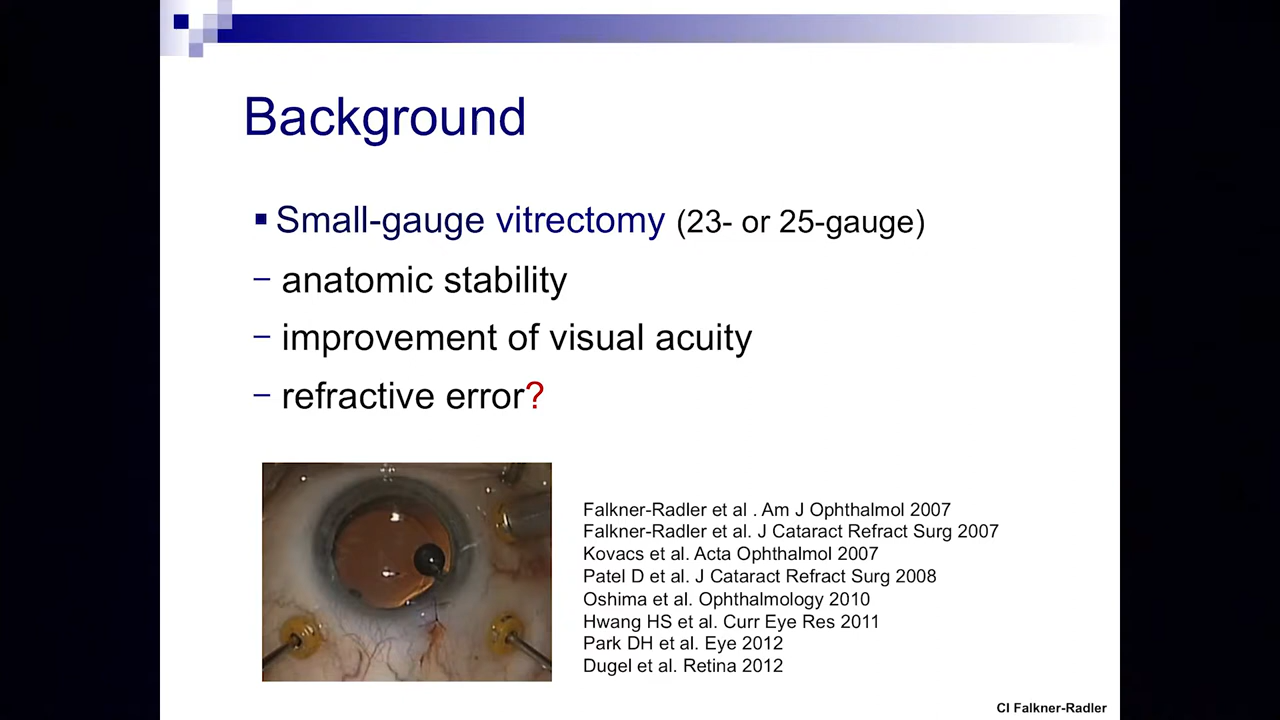 Background
▪ Small-gauge vitrectomy (23- or 25-gauge)
– anatomic stability
– improvement of visual acuity
– refractive error?
Falkner-Radler et al . Am J Ophthalmol 2007
Falkner-Radler et al. J Cataract Refract Surg 2007
Kovacs et al. Acta Ophthalmol 2007
Patel D et al. J Cataract Refract Surg 2008
Oshima et al. Ophthalmology 2010
Hwang HS et al. Curr Eye Res 2011
Park DH et al. Eye 2012
Dugel et al. Retina 2012
CI Falkner-Radler